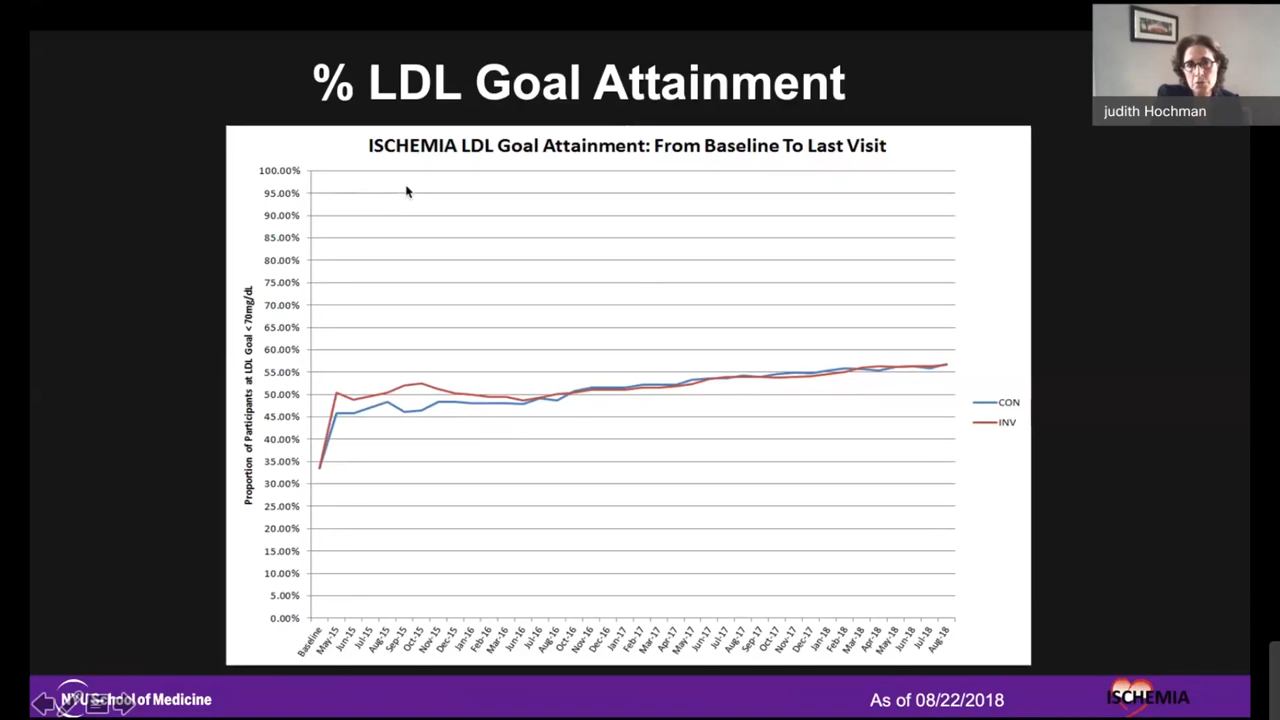 % LDL Goal Attainment
judith Hochman
ISCHEMIA LDL Goal Attainment: From Baseline To Last Visit
Proportion of Participants at LDL Goal < 70mg/dL
100.00%
95.00%
90.00%
85.00%
80.00%
75.00%
70.00%
65.00%
60.00%
55.00%
50.00%
45.00%
40.00%
35.00%
30.00%
25.00%
20.00%
15.00%
10.00%
5.00%
0.00%
CON
INV
Baseline
May-15
Jun-15
Jul-15
Aug-15
Sep-15
Oct-15
Nov-15
Dec-15
Jan-16
Feb-16
Mar-16
Apr-16
May-16
Jun-16
Jul-16
Aug-16
Oct-16
Nov-16
Dec-16
Jan-17
Feb-17
Mar-17
Apr-17
May-17
Jun-17
Jul-17
Aug-17
Sep-17
Oct-17
Nov-17
Dec-17
Jan-18
Feb-18
Mar-18
Apr-18
May-18
Jun-18
Jul-18
Aug-18
NYU School of Medicine
As of 08/22/2018
ISCHEMIA